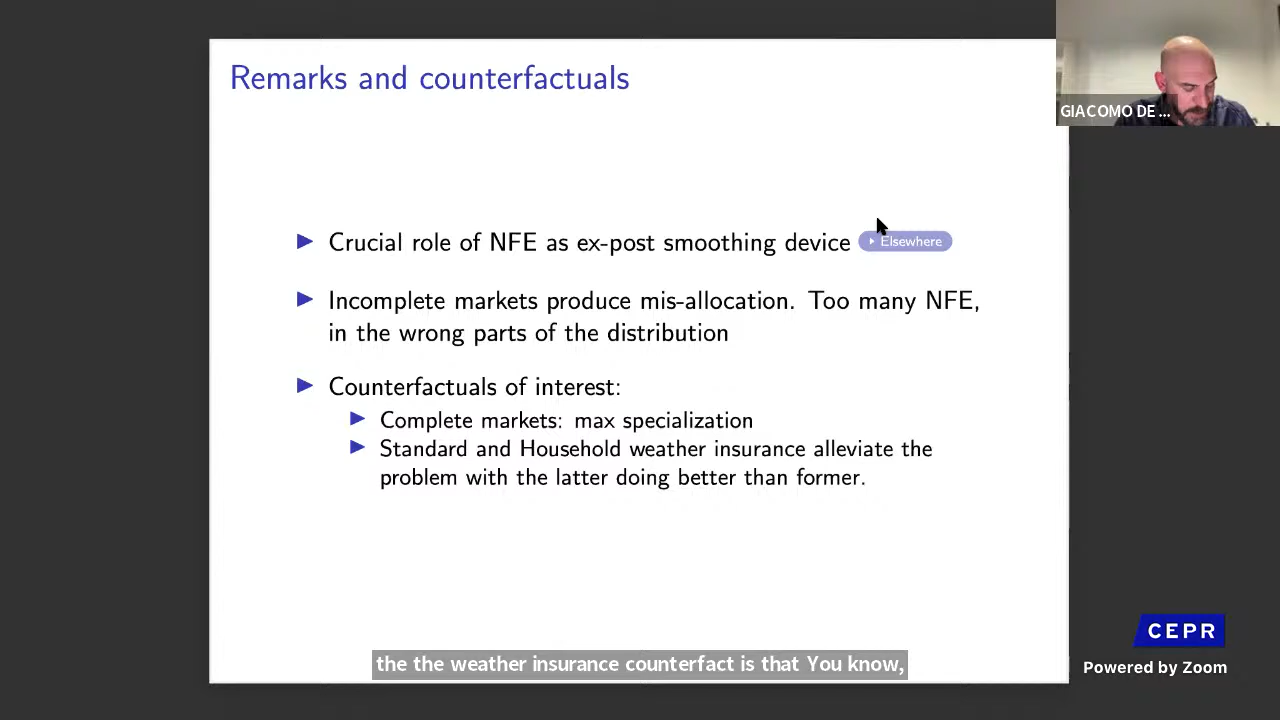 Remarks and counterfactuals
GIACOMO DE ...
Crucial role of NFE as ex-post smoothing device
Elsewhere
Incomplete markets produce mis-allocation. Too many NFE,
in the wrong parts of the distribution
Counterfactuals of interest:
Complete markets: max specialization
Standard and Household weather insurance alleviate the
problem with the latter doing better than former.
CEPR
the the weather insurance counterfact is that You know,
Powered by Zoom